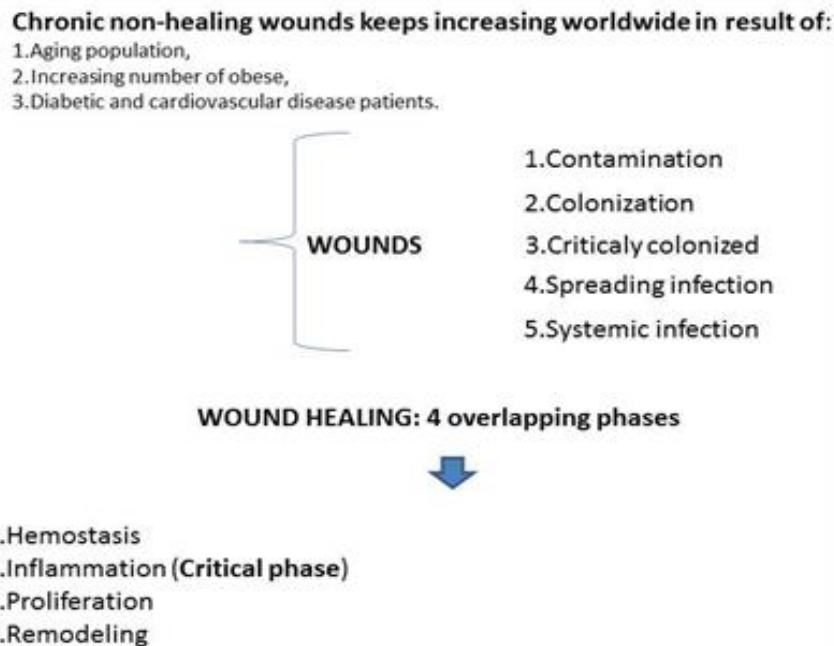 Chronic non-healing wounds keeps increasing worldwide in result of:
1.Aging population,
2.Increasing number of obese,
3.Diabetic and cardiovascular disease patients.
WOUNDS
1.Contamination
2.Colonization
3.Criticaly colonized
4.Spreading infection
5.Systemic infection
WOUND HEALING: 4 overlapping phases
.Hemostasis
.Inflammation (Critical phase)
.Proliferation
.Remodeling